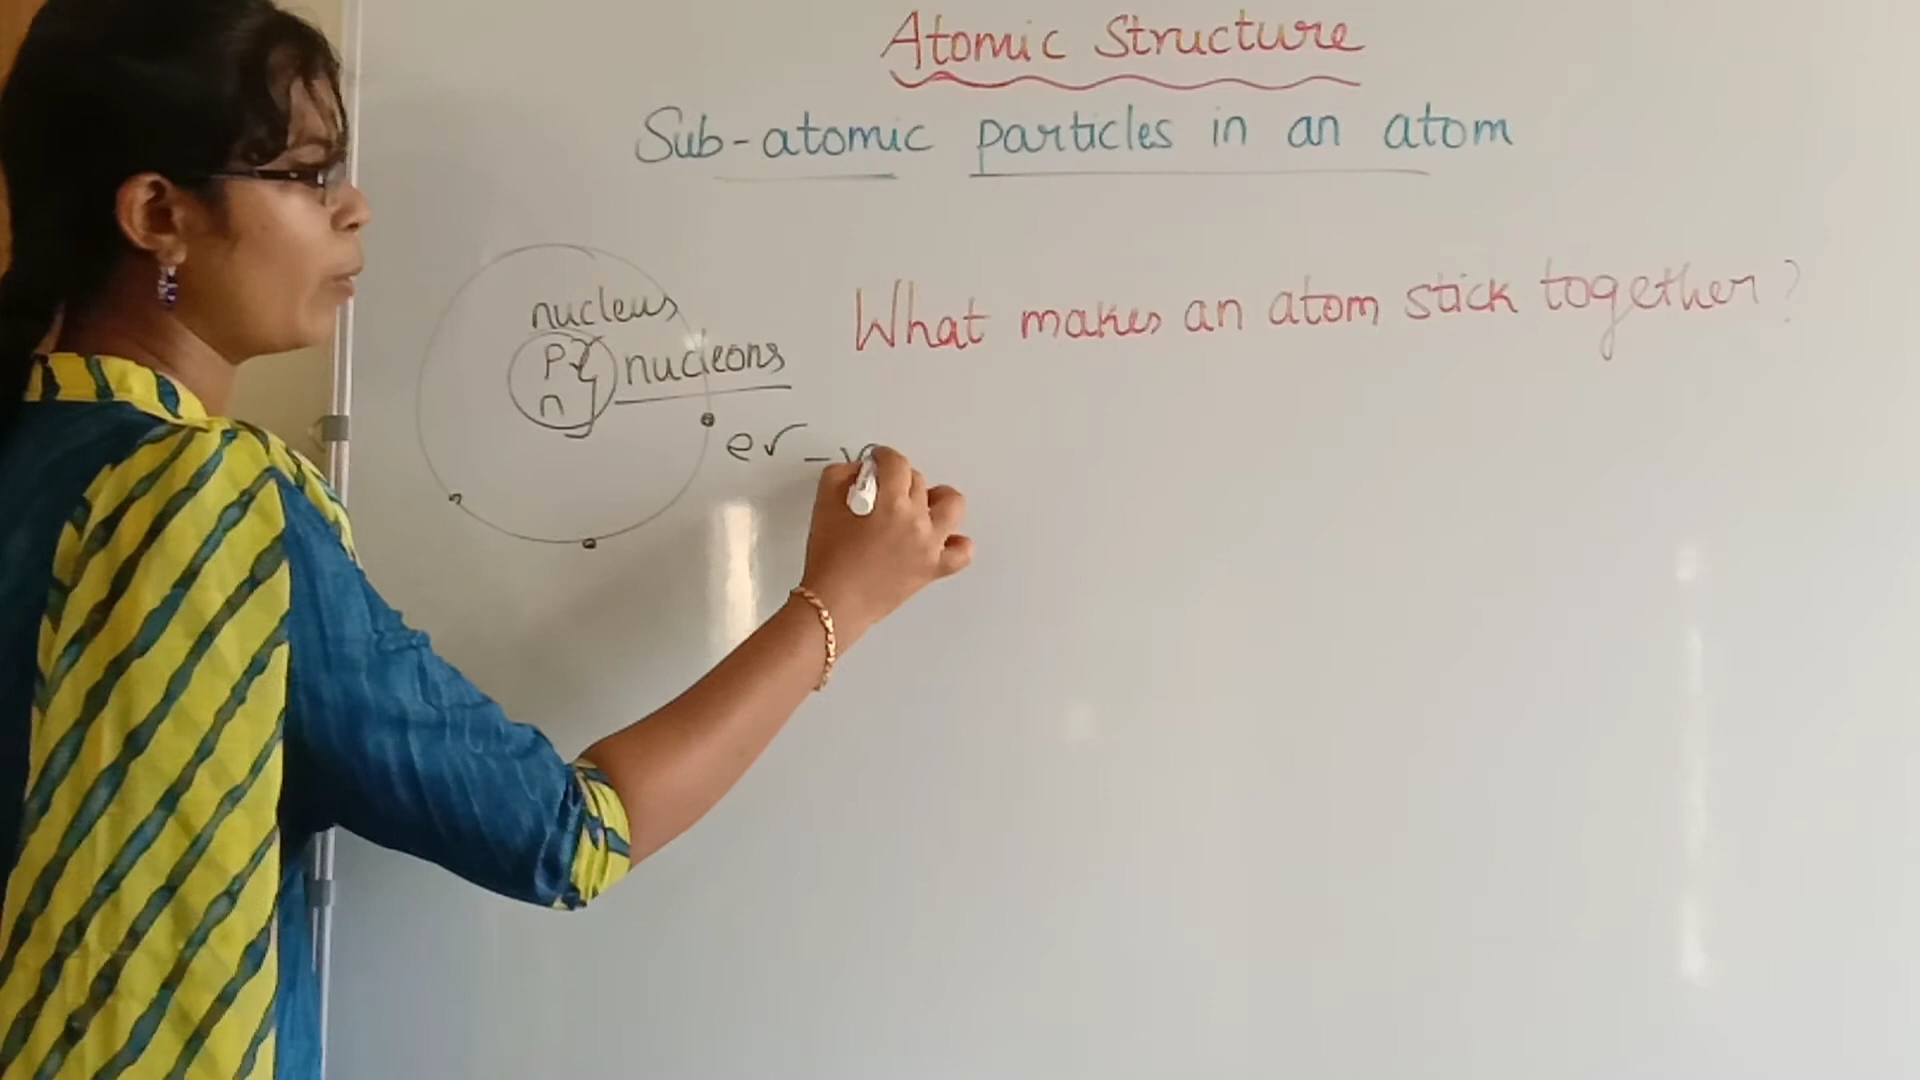 Atomic Structure
Sub-atomic particles in an atom
What makes an atom stick together?
nucleus
P
n
nucleons